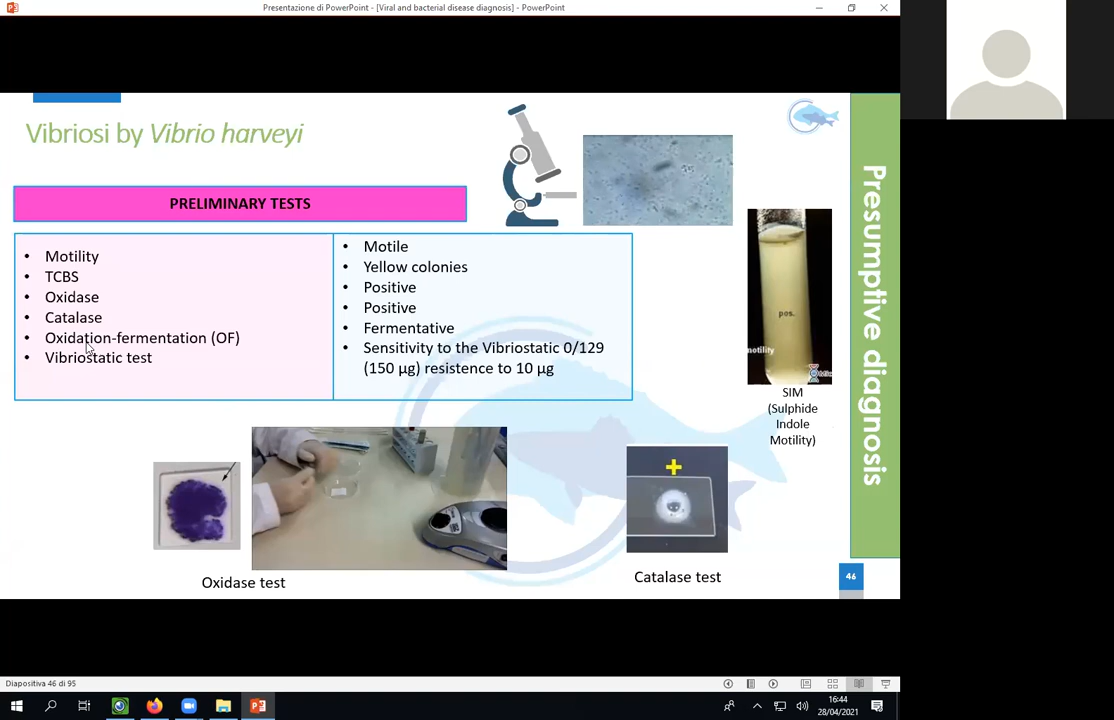 Presentazione di PowerPoint - [Viral and bacterial disease diagnosis] - PowerPoint
Vibriosi by Vibrio harveyi
PRELIMINARY TESTS
• Motility
• TCBS
• Oxidase
• Catalase
• Oxidation-fermentation (OF)
• Vibriostatic test
• Motile
• Yellow colonies
• Positive
• Positive
• Fermentative
• Sensitivity to the Vibriostatic 0/129
(150 µg) resistence to 10 µg
pos.
motility
SIM
(Sulphide
Indole
Motility)
Presumptive diagnosis
+
Oxidase test
Catalase test
46
Diapositiva 46 di 95
16:44
28/04/2021